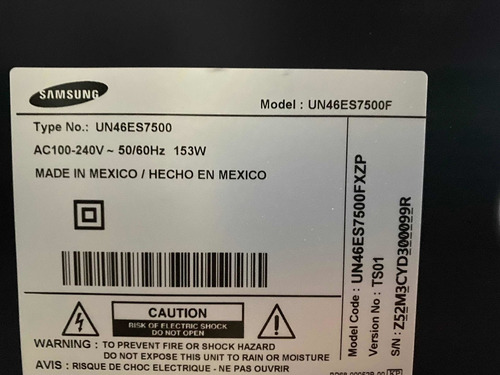 SAMSUNG
Model : UN46ES7500F
Type No.: UN46ES7500
AC100-240V ~ 50/60Hz 153W
MADE IN MEXICO / HECHO EN MEXICO
CAUTION
RISK OF ELECTRIC SHOCK
DO NOT OPEN
WARNING : TO PREVENT FIRE OR SHOCK HAZARD
DO NOT EXPOSE THIS UNIT TO RAIN OR MOISTURE
AVIS : RISQUE DE CHOC ELECTRIQUE - NE PAS OUVRIR
Model Code : UN46ES7500FXZP
Version No : TS01
S/N : Z52M3CYD300099R